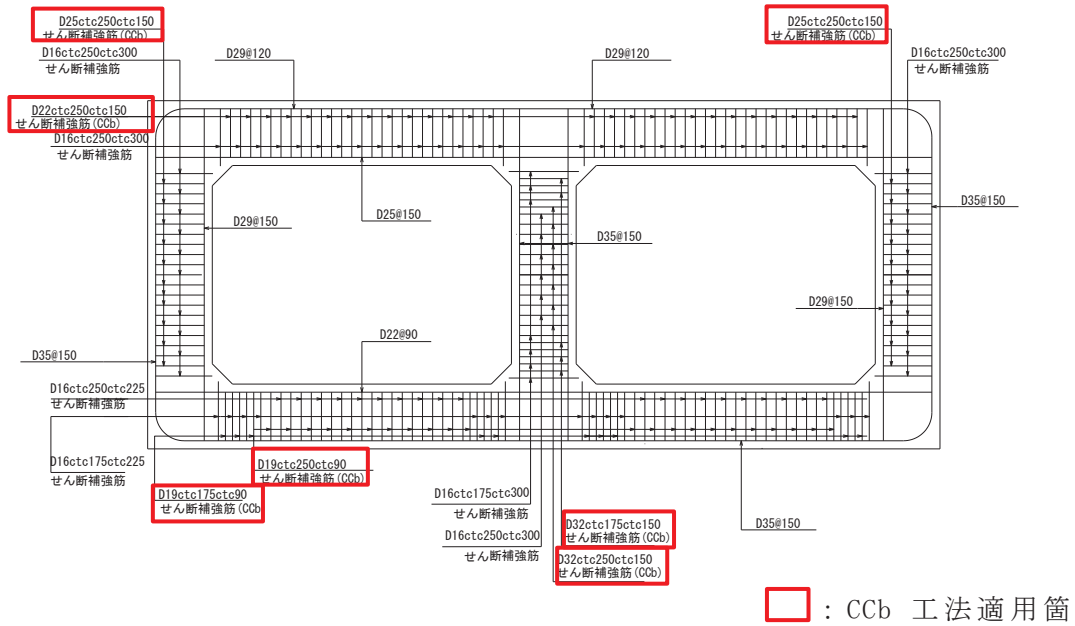 D25ctc250ctc150
せん断補強筋(CCb)
D16ctc250ctc300
せん断補強筋
D29@120
D29@120
D25ctc250ctc150
せん断補強筋(CCb)
D16ctc250ctc300
せん断補強筋
D22ctc250ctc150
せん断補強筋(CCb)
D16ctc250ctc300
せん断補強筋
D29@150
D25@150
D35@150
D35@150
D29@150
D22@90
D35@150
D16ctc250ctc225
せん断補強筋
D16ctc175ctc225
せん断補強筋
D19ctc250ctc90
せん断補強筋(CCb)
D19ctc175ctc90
せん断補強筋(CCb
D16ctc175ctc300
せん断補強筋
D16ctc250ctc300
せん断補強筋
D32ctc175ctc150
せん断補強筋(CCb)
D32ctc250ctc150
せん断補強筋(CCb)
D35@150
：CCb 工法適用箇